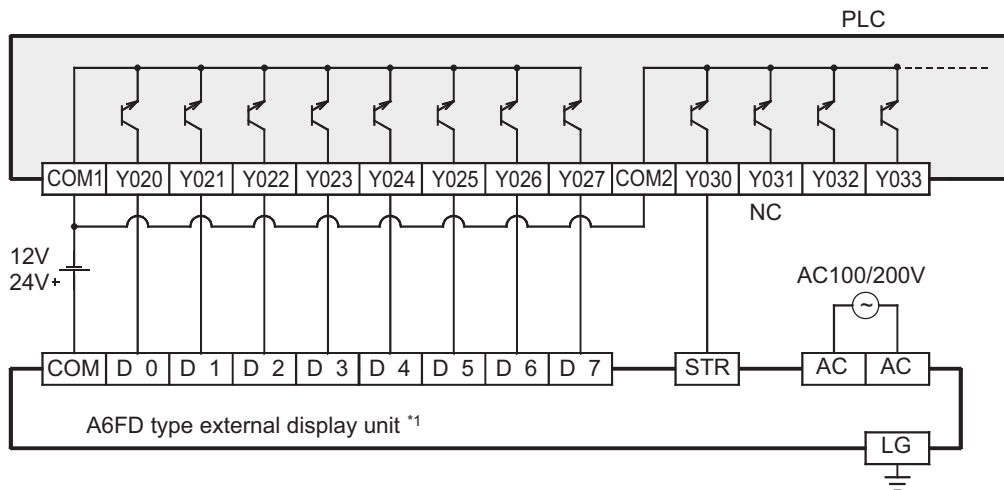 PLC
COM1 Y020 Y021 Y022 Y023 Y024 Y025 Y026 Y027 COM2 Y030 Y031 Y032 Y033
NC
12V
24V+
AC100/200V
~
COM D 0 D 1 D 2 D 3 D 4 D 5 D 6 D 7 STR AC AC
A6FD type external display unit *1
LG